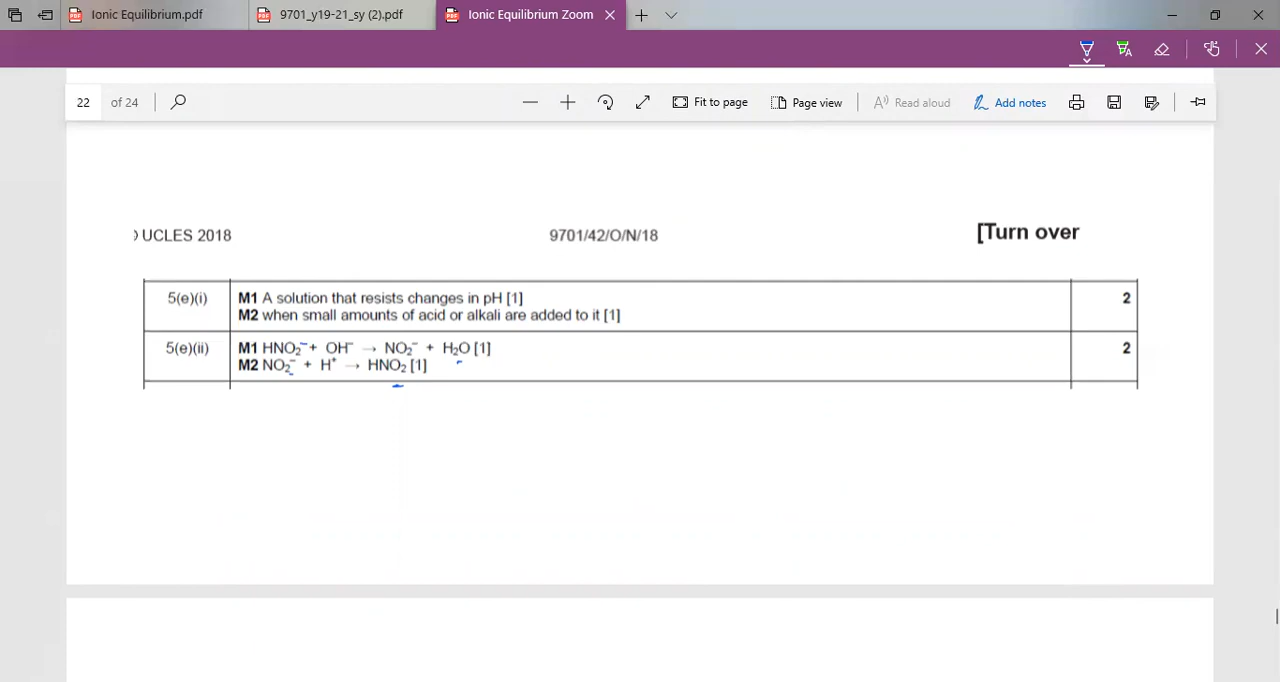 Ionic Equilibrium.pdf
9701_y19-21_sy (2).pdf
Ionic Equilibrium Zoom
22 of 24
Fit to page
Page view
Read aloud
Add notes
) UCLES 2018
9701/42/O/N/18
[Turn over
5(e)(i)
M1 A solution that resists changes in pH [1]
M2 when small amounts of acid or alkali are added to it [1]
2
5(e)(ii)
M1 HNO₂ + OH⁻ → NO₂⁻ + H₂O [1]
M2 NO₂⁻ + H⁺ → HNO₂ [1]
2